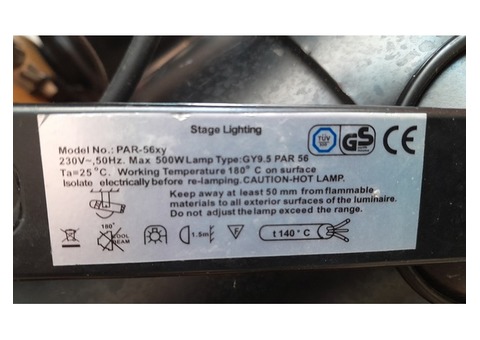 Stage Lighting
Model No.: PAR-56xy
230V~,50Hz. Max 500W Lamp Type:GY9.5 PAR 56
Ta=25°C. Working Temperature 180° C on surface
Isolate electrically before re-lamping. CAUTION-HOT LAMP.
Keep away at least 50 mm from flammable
materials to all exterior surfaces of the luminaire.
Do not adjust the lamp exceed the range.
TÜV
GS
CE
180°
COOL
BEAM
1.5m
F
t 140° C